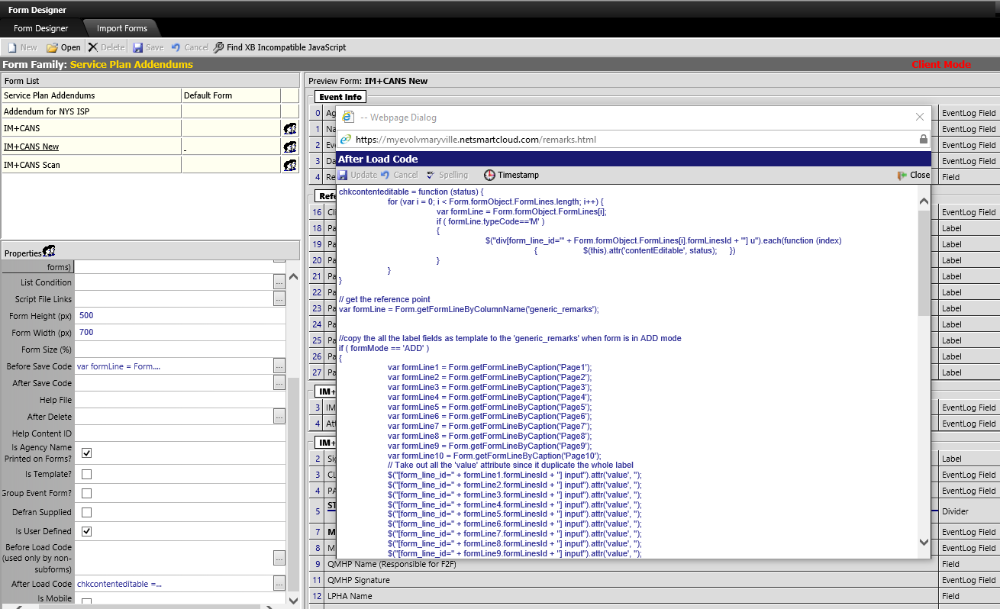 Form Designer
Form Designer Import Forms
New Open Delete Save Cancel Find XB Incompatible JavaScript
Form Family: Service Plan Addendums Client Mode
Form List
Service Plan Addendums Default Form
Addendum for NYS ISP
IM+CANS
IM+CANS New
IM+CANS Scan
Properties
forms)
List Condition ...
Script File Links ...
Form Height (px) 500
Form Width (px) 700
Form Size (%)
Before Save Code var formLine = Form.... ...
After Save Code ...
Help File
After Delete ...
Help Content ID
Is Agency Name
Printed on Forms?
Is Template?
Group Event Form?
Defran Supplied
Is User Defined
Before Load Code
(used only by non-
subforms) ...
After Load Code chkcontenteditable =... ...
Is Mobile
Preview Form: IM+CANS New
Event Info
0 Ag EventLog Field
1 Na EventLog Field
2 Eve EventLog Field
3 Da EventLog Field
4 Re Field
Refe
16 Cli EventLog Field
18 Pa Label
19 Pa Label
20 Pa Label
21 Pa Label
22 Pa Label
23 Pa Label
24 Pa Label
25 Pa Label
26 Pa Label
27 Pa Label
IM+
3 IM EventLog Field
4 Att EventLog Field
IM+
2 Sig Label
3 CL EventLog Field
4 PA EventLog Field
5 ST Divider
7 M EventLog Field
8 M EventLog Field
9 QMHP Name (Responsible for F2F) Field
11 QMHP Signature EventLog Field
12 LPHA Name Field
-- Webpage Dialog
https://myevolvmaryville.netsmartcloud.com/remarks.html
After Load Code
Update Cancel Spelling Timestamp Close
chkcontenteditable = function (status) {
for (var i = 0; i < Form.formObject.FormLines.length; i++) {
var formLine = Form.formObject.FormLines[i];
if ( formLine.typeCode=='M' )
{
$("div[form_line_id='" + Form.formObject.FormLines[i].formLinesId + "'] u").each(function (index)
{ $(this).attr('contentEditable', status); })
}
}
}
// get the reference point
var formLine = Form.getFormLineByColumnName('generic_remarks');
//copy the all the label fields as template to the 'generic_remarks' when form is in ADD mode
if ( formMode == 'ADD' )
{
var formLine1 = Form.getFormLineByCaption('Page1');
var formLine2 = Form.getFormLineByCaption('Page2');
var formLine3 = Form.getFormLineByCaption('Page3');
var formLine4 = Form.getFormLineByCaption('Page4');
var formLine5 = Form.getFormLineByCaption('Page5');
var formLine6 = Form.getFormLineByCaption('Page6');
var formLine7 = Form.getFormLineByCaption('Page7');
var formLine8 = Form.getFormLineByCaption('Page8');
var formLine9 = Form.getFormLineByCaption('Page9');
var formLine10 = Form.getFormLineByCaption('Page10');
// Take out all the 'value' attribute since it duplicate the whole label
$("[form_line_id=" + formLine1.formLinesId + "] input").attr('value', '');
$("[form_line_id=" + formLine2.formLinesId + "] input").attr('value', '');
$("[form_line_id=" + formLine3.formLinesId + "] input").attr('value', '');
$("[form_line_id=" + formLine4.formLinesId + "] input").attr('value', '');
$("[form_line_id=" + formLine5.formLinesId + "] input").attr('value', '');
$("[form_line_id=" + formLine6.formLinesId + "] input").attr('value', '');
$("[form_line_id=" + formLine7.formLinesId + "] input").attr('value', '');
$("[form_line_id=" + formLine8.formLinesId + "] input").attr('value', '');
$("[form_line_id=" + formLine9.formLinesId + "] input").attr('value', '');